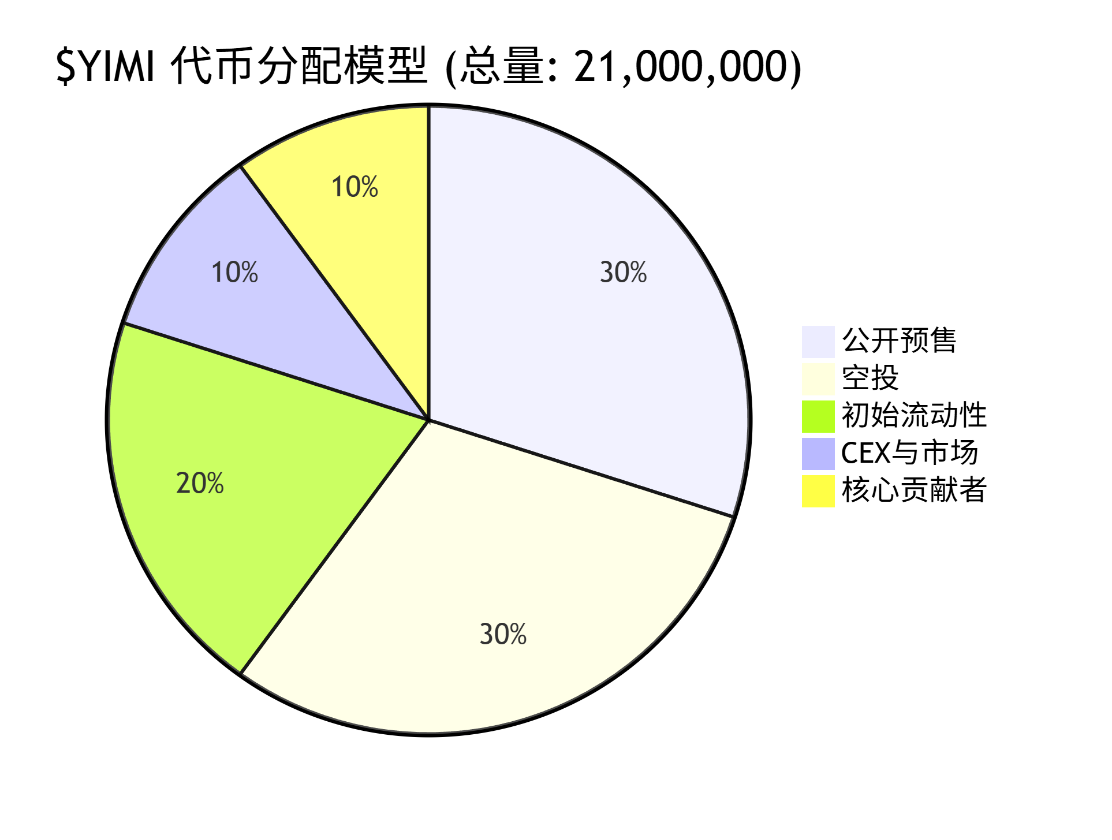 $YIMI 代币分配模型 (总量: 21,000,000)
10%
30%
10%
20%
30%
公开预售
空投
初始流动性
CEX与市场
核心贡献者